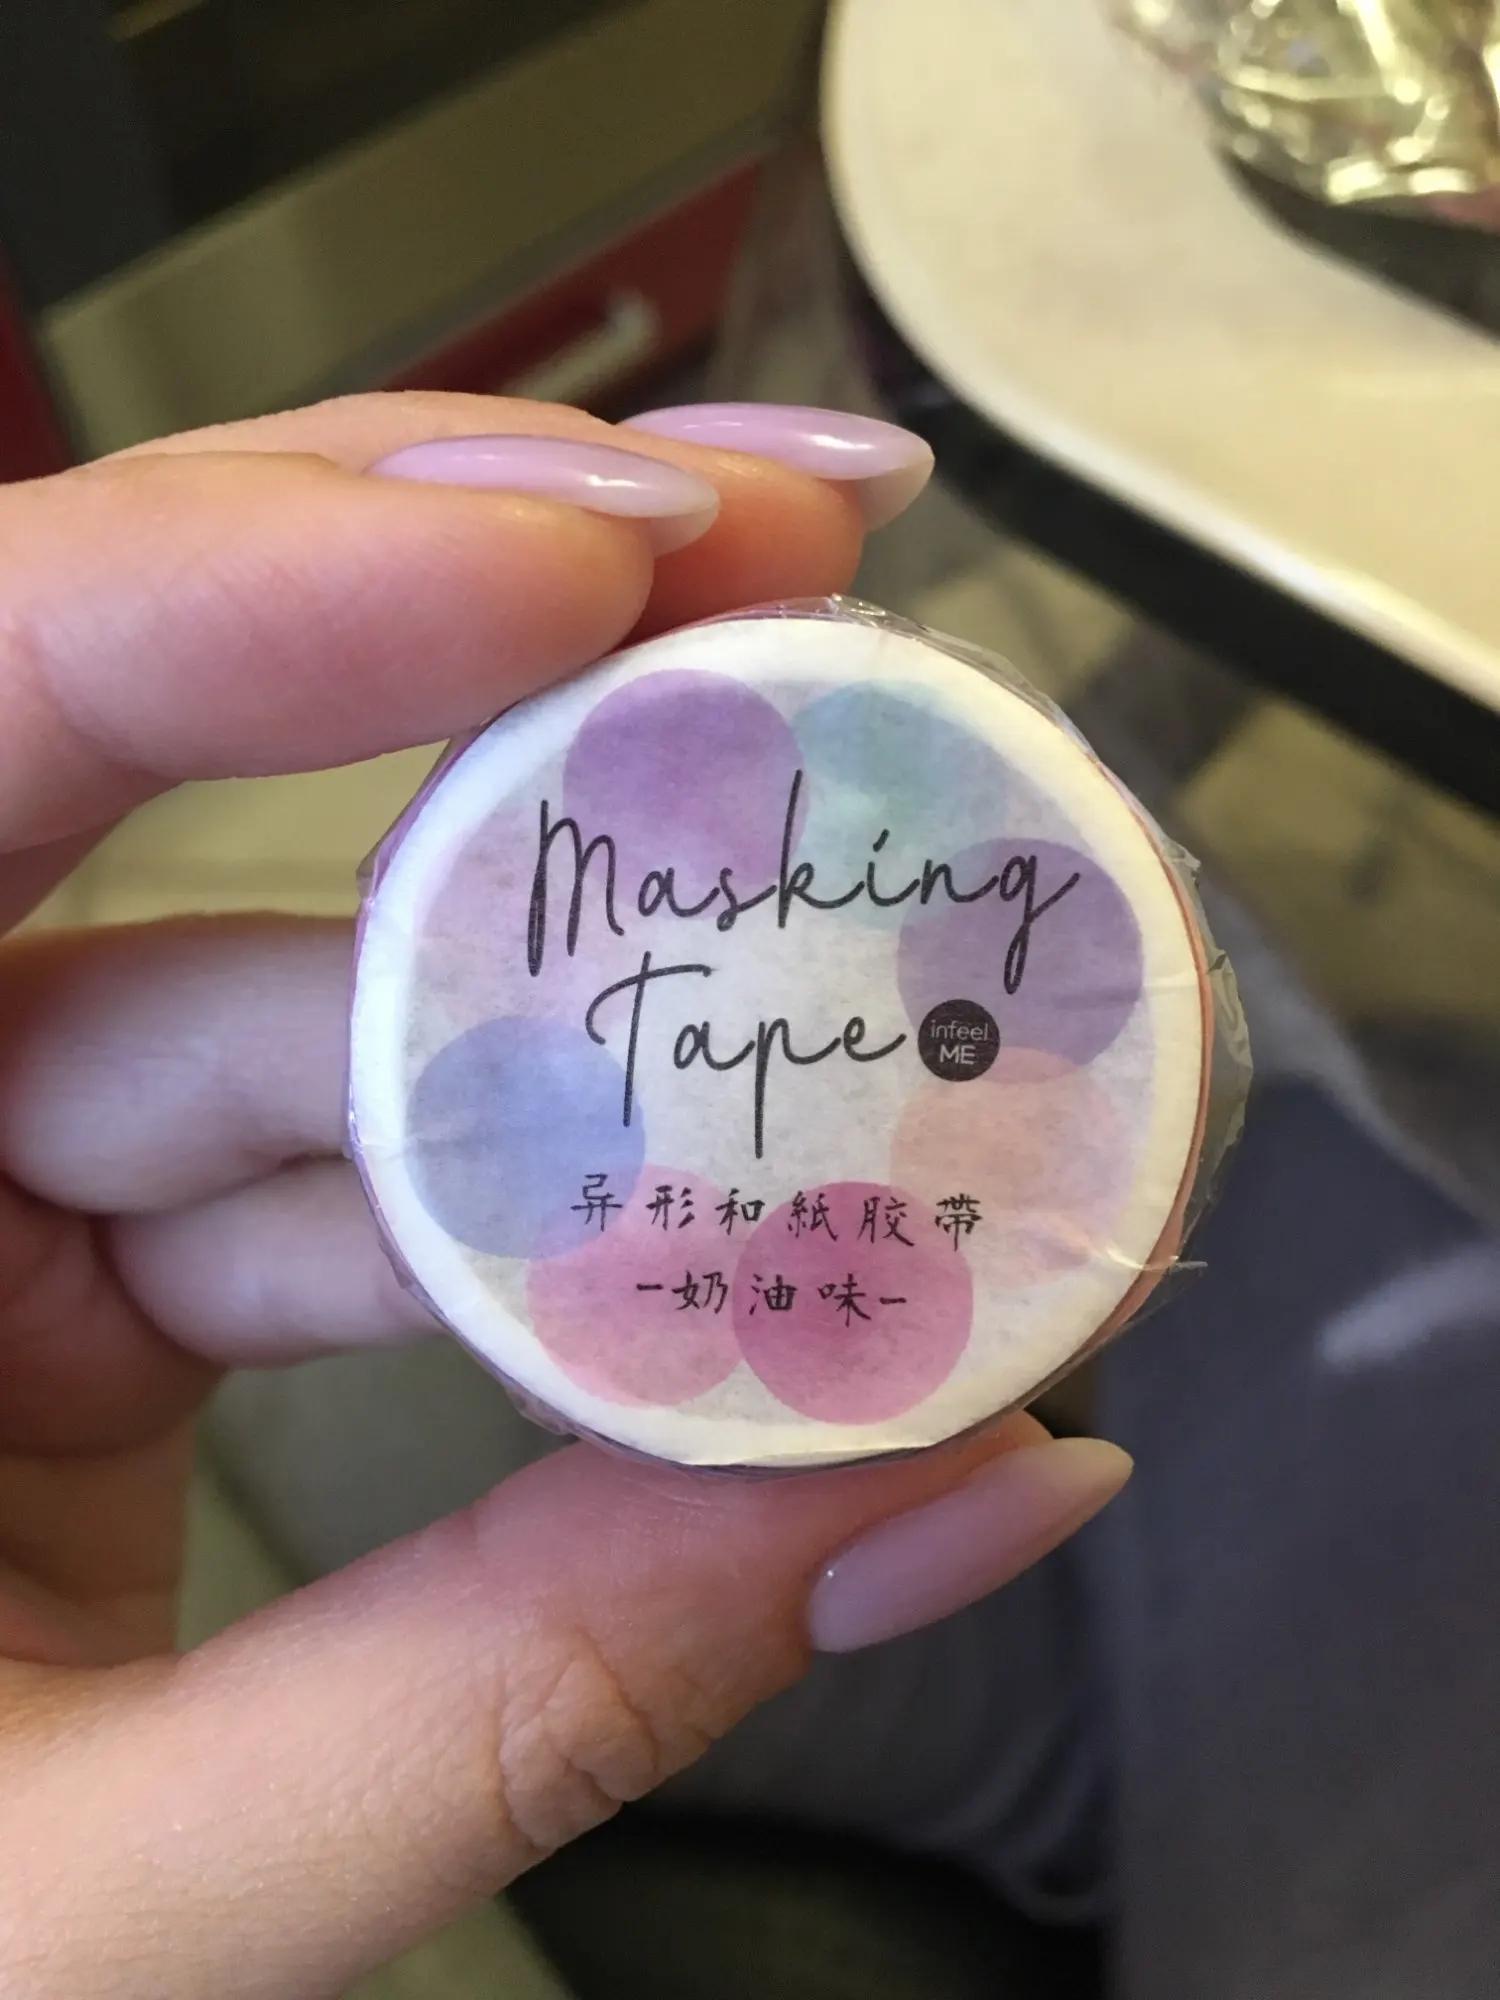 Masking
Tape
infeel
ME
异形和紙胶带
-奶油味-